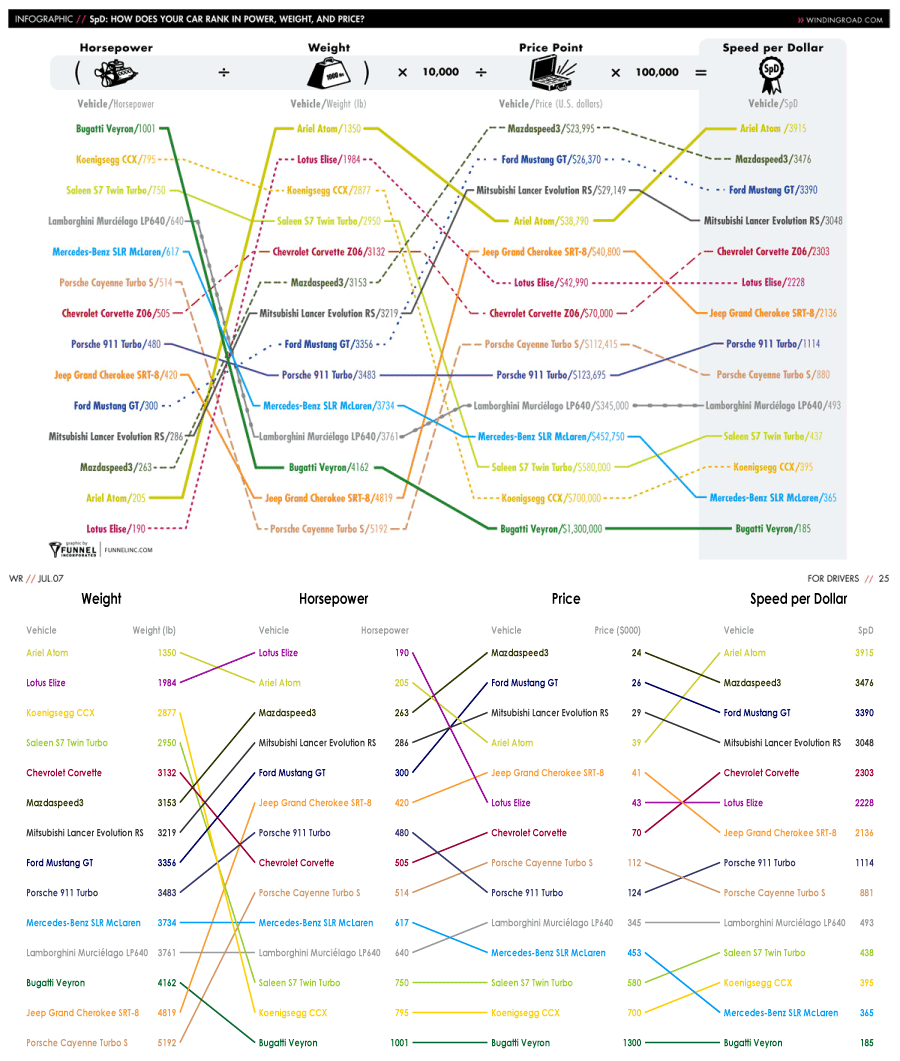 INFOGRAPHIC // SpD: HOW DOES YOUR CAR RANK IN POWER, WEIGHT, AND PRICE? » WINDINGROAD.COM
Horsepower Weight Price Point Speed per Dollar
( ÷ 1000 lbs ) × 10,000 ÷ × 100,000 = SpD
Vehicle/Horsepower Vehicle/Weight (lb) Vehicle/Price (U.S. dollars) Vehicle/SpD
Bugatti Veyron/1001 Ariel Atom/1350 Mazdaspeed3/$23,995 Ariel Atom /3915
Koenigsegg CCX/795 Lotus Elise/1984 Ford Mustang GT/$26,370 Mazdaspeed3/3476
Saleen S7 Twin Turbo/750 Koenigsegg CCX/2877 Mitsubishi Lancer Evolution RS/$29,149 Ford Mustang GT/3390
Lamborghini Murciélago LP640/640 Saleen S7 Twin Turbo/2950 Ariel Atom/$38,790 Mitsubishi Lancer Evolution RS/3048
Mercedes-Benz SLR McLaren/617 Chevrolet Corvette Z06/3132 Jeep Grand Cherokee SRT-8/$40,800 Chevrolet Corvette Z06/2303
Porsche Cayenne Turbo S/514 Mazdaspeed3/3153 Lotus Elise/$42,990 Lotus Elise/2228
Chevrolet Corvette Z06/505 Mitsubishi Lancer Evolution RS/3219 Chevrolet Corvette Z06/$70,000 Jeep Grand Cherokee SRT-8/2136
Porsche 911 Turbo/480 Ford Mustang GT/3356 Porsche Cayenne Turbo S/$112,415 Porsche 911 Turbo/1114
Jeep Grand Cherokee SRT-8/420 Porsche 911 Turbo/3483 Porsche 911 Turbo/$123,695 Porsche Cayenne Turbo S/880
Ford Mustang GT/300 Mercedes-Benz SLR McLaren/3734 Lamborghini Murciélago LP640/$345,000 Lamborghini Murciélago LP640/493
Mitsubishi Lancer Evolution RS/286 Lamborghini Murciélago LP640/3761 Mercedes-Benz SLR McLaren/$452,750 Saleen S7 Twin Turbo/437
Mazdaspeed3/263 Bugatti Veyron/4162 Saleen S7 Twin Turbo/$580,000 Koenigsegg CCX/395
Ariel Atom/205 Jeep Grand Cherokee SRT-8/4819 Koenigsegg CCX/$700,000 Mercedes-Benz SLR McLaren/365
Lotus Elise/190 Porsche Cayenne Turbo S/5192 Bugatti Veyron/$1,300,000 Bugatti Veyron/185
graphic by
FUNNEL INCORPORATED | FUNNELINC.COM
WR // JUL.07 FOR DRIVERS // 25
Weight Horsepower Price Speed per Dollar
Vehicle Weight (lb) Vehicle Horsepower Vehicle Price ($000) Vehicle SpD
Ariel Atom 1350 Lotus Elize 190 Mazdaspeed3 24 Ariel Atom 3915
Lotus Elize 1984 Ariel Atom 205 Ford Mustang GT 26 Mazdaspeed3 3476
Koenigsegg CCX 2877 Mazdaspeed3 263 Mitsubishi Lancer Evolution RS 29 Ford Mustang GT 3390
Saleen S7 Twin Turbo 2950 Mitsubishi Lancer Evolution RS 286 Ariel Atom 39 Mitsubishi Lancer Evolution RS 3048
Chevrolet Corvette 3132 Ford Mustang GT 300 Jeep Grand Cherokee SRT-8 41 Chevrolet Corvette 2303
Mazdaspeed3 3153 Jeep Grand Cherokee SRT-8 420 Lotus Elize 43 Lotus Elize 2228
Mitsubishi Lancer Evolution RS 3219 Porsche 911 Turbo 480 Chevrolet Corvette 70 Jeep Grand Cherokee SRT-8 2136
Ford Mustang GT 3356 Chevrolet Corvette 505 Porsche Cayenne Turbo S 112 Porsche 911 Turbo 1114
Porsche 911 Turbo 3483 Porsche Cayenne Turbo S 514 Porsche 911 Turbo 124 Porsche Cayenne Turbo S 881
Mercedes-Benz SLR McLaren 3734 Mercedes-Benz SLR McLaren 617 Lamborghini Murciélago LP640 345 Lamborghini Murciélago LP640 493
Lamborghini Murciélago LP640 3761 Lamborghini Murciélago LP640 640 Mercedes-Benz SLR McLaren 453 Saleen S7 Twin Turbo 438
Bugatti Veyron 4162 Saleen S7 Twin Turbo 750 Saleen S7 Twin Turbo 580 Koenigsegg CCX 395
Jeep Grand Cherokee SRT-8 4819 Koenigsegg CCX 795 Koenigsegg CCX 700 Mercedes-Benz SLR McLaren 365
Porsche Cayenne Turbo S 5192 Bugatti Veyron 1001 Bugatti Veyron 1300 Bugatti Veyron 185